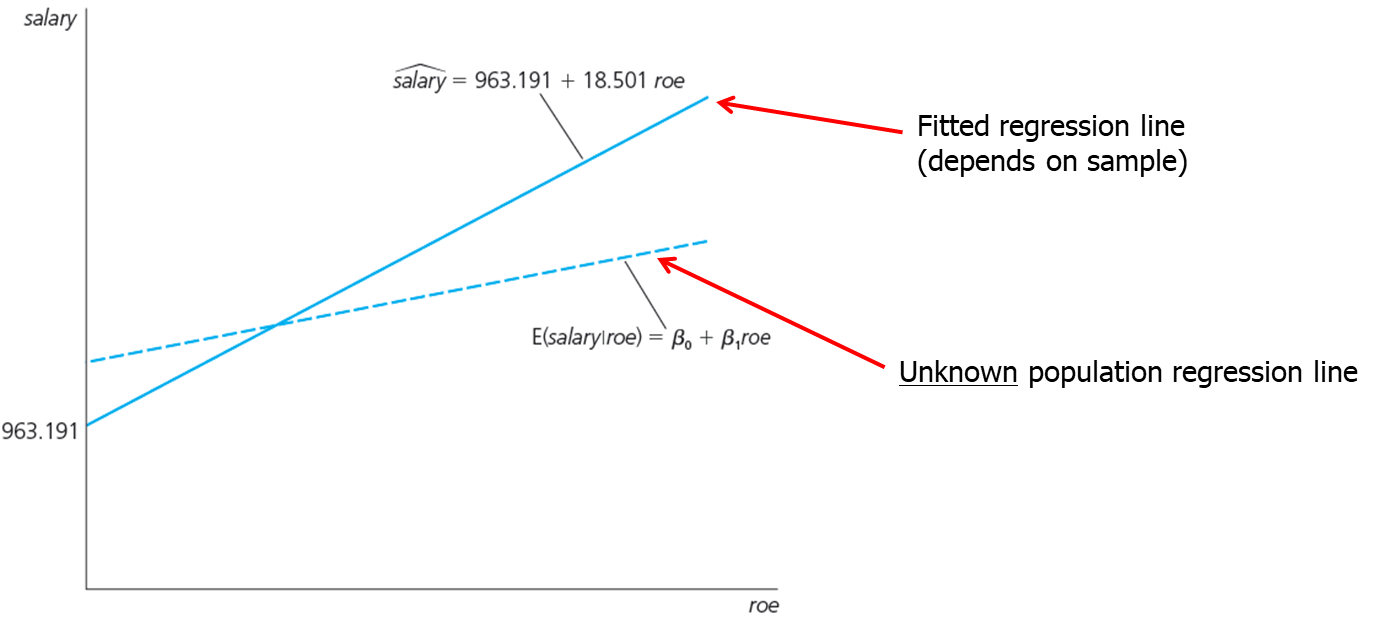 salary
salarŷ = 963.191 + 18.501 roe
Fitted regression line
(depends on sample)
E(salary|roe) = β₀ + β₁roe
Unknown population regression line
963.191
roe